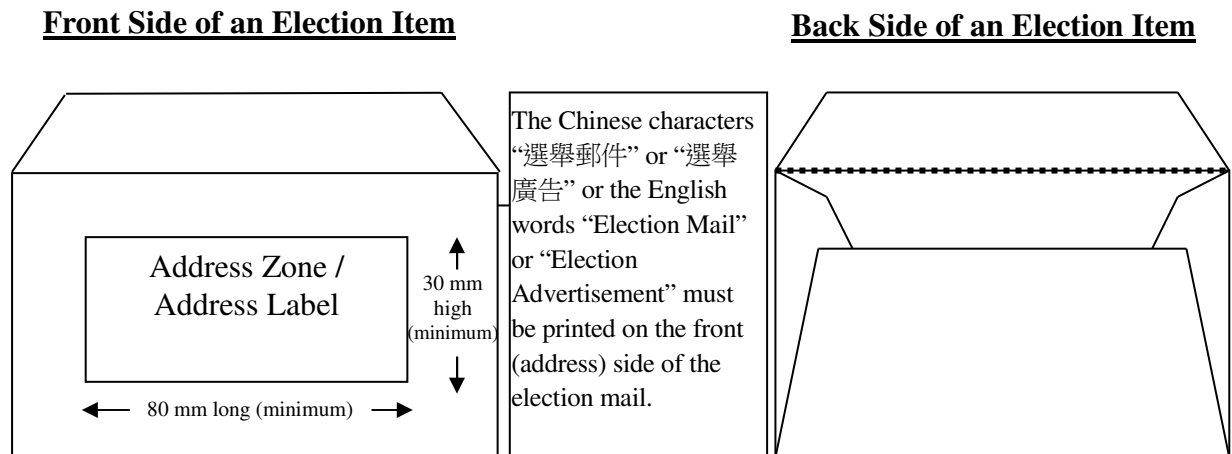 Front Side of an Election Item
Back Side of an Election Item
Address Zone /
Address Label
30 mm
high
(minimum)
80 mm long (minimum)
The Chinese characters
“選舉郵件” or “選舉
廣告” or the English
words “Election Mail”
or “Election
Advertisement” must
be printed on the front
(address) side of the
election mail.